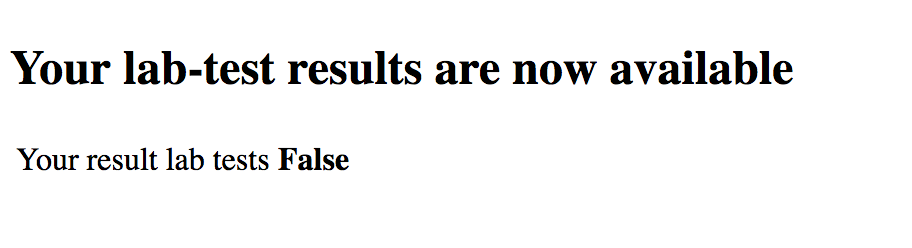 Your lab-test results are now available
Your result lab tests False